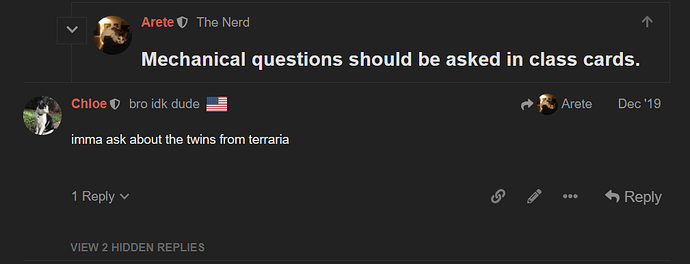 Arete The Nerd
Mechanical questions should be asked in class cards.
Chloe bro idk dude Arete Dec '19
imma ask about the twins from terraria
1 Reply Reply
VIEW 2 HIDDEN REPLIES